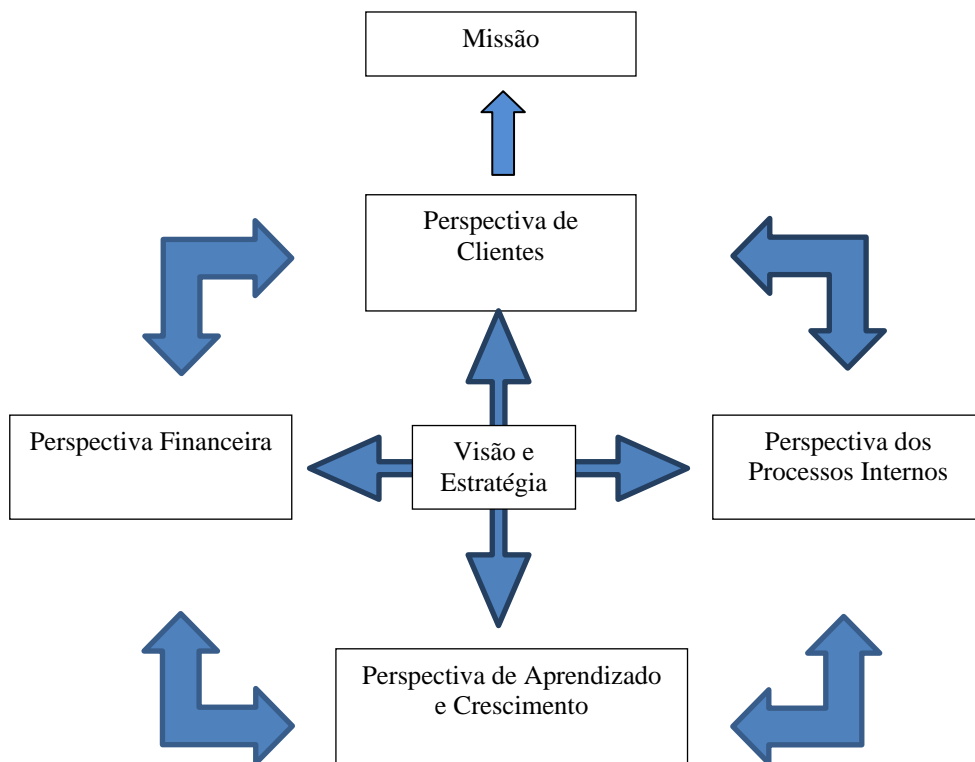 Missão
Perspectiva de
Clientes
Perspectiva Financeira
Visão e
Estratégia
Perspectiva dos
Processos Internos
Perspectiva de Aprendizado
e Crescimento